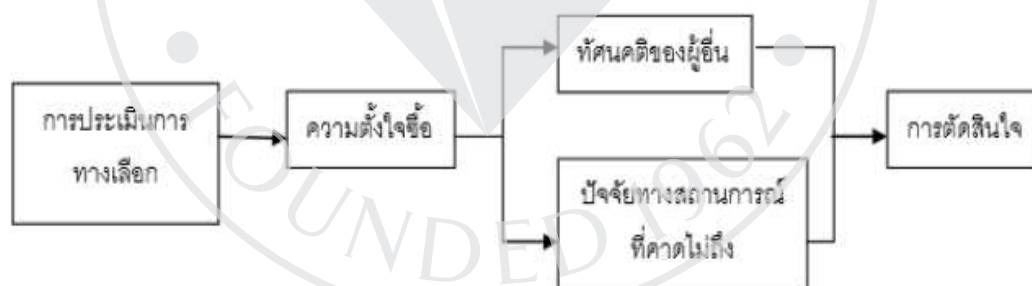 การประเมินการ
ทางเลือก
ความตั้งใจซื้อ
ทัศนคติของผู้อื่น
ปัจจัยทางสถานการณ์
ที่คาดไม่ถึง
การตัดสินใจ
FOUNDED 1962